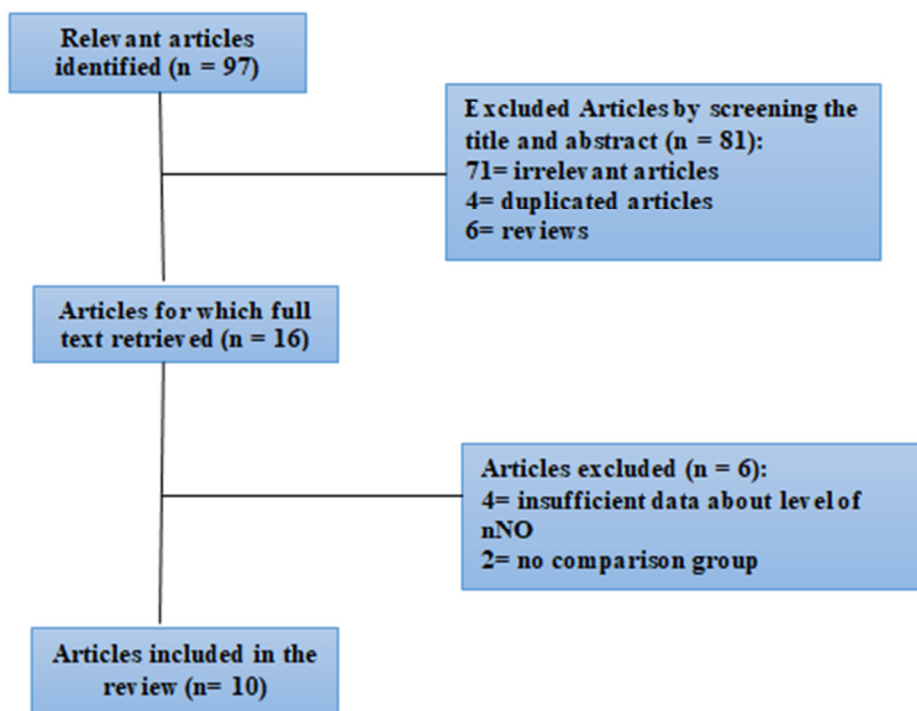 Relevant articles
identified (n = 97)
Excluded Articles by screening the
title and abstract (n = 81):
71= irrelevant articles
4= duplicated articles
6= reviews
Articles for which full
text retrieved (n = 16)
Articles excluded (n = 6):
4= insufficient data about level of
nNO
2= no comparison group
Articles included in the
review (n= 10)